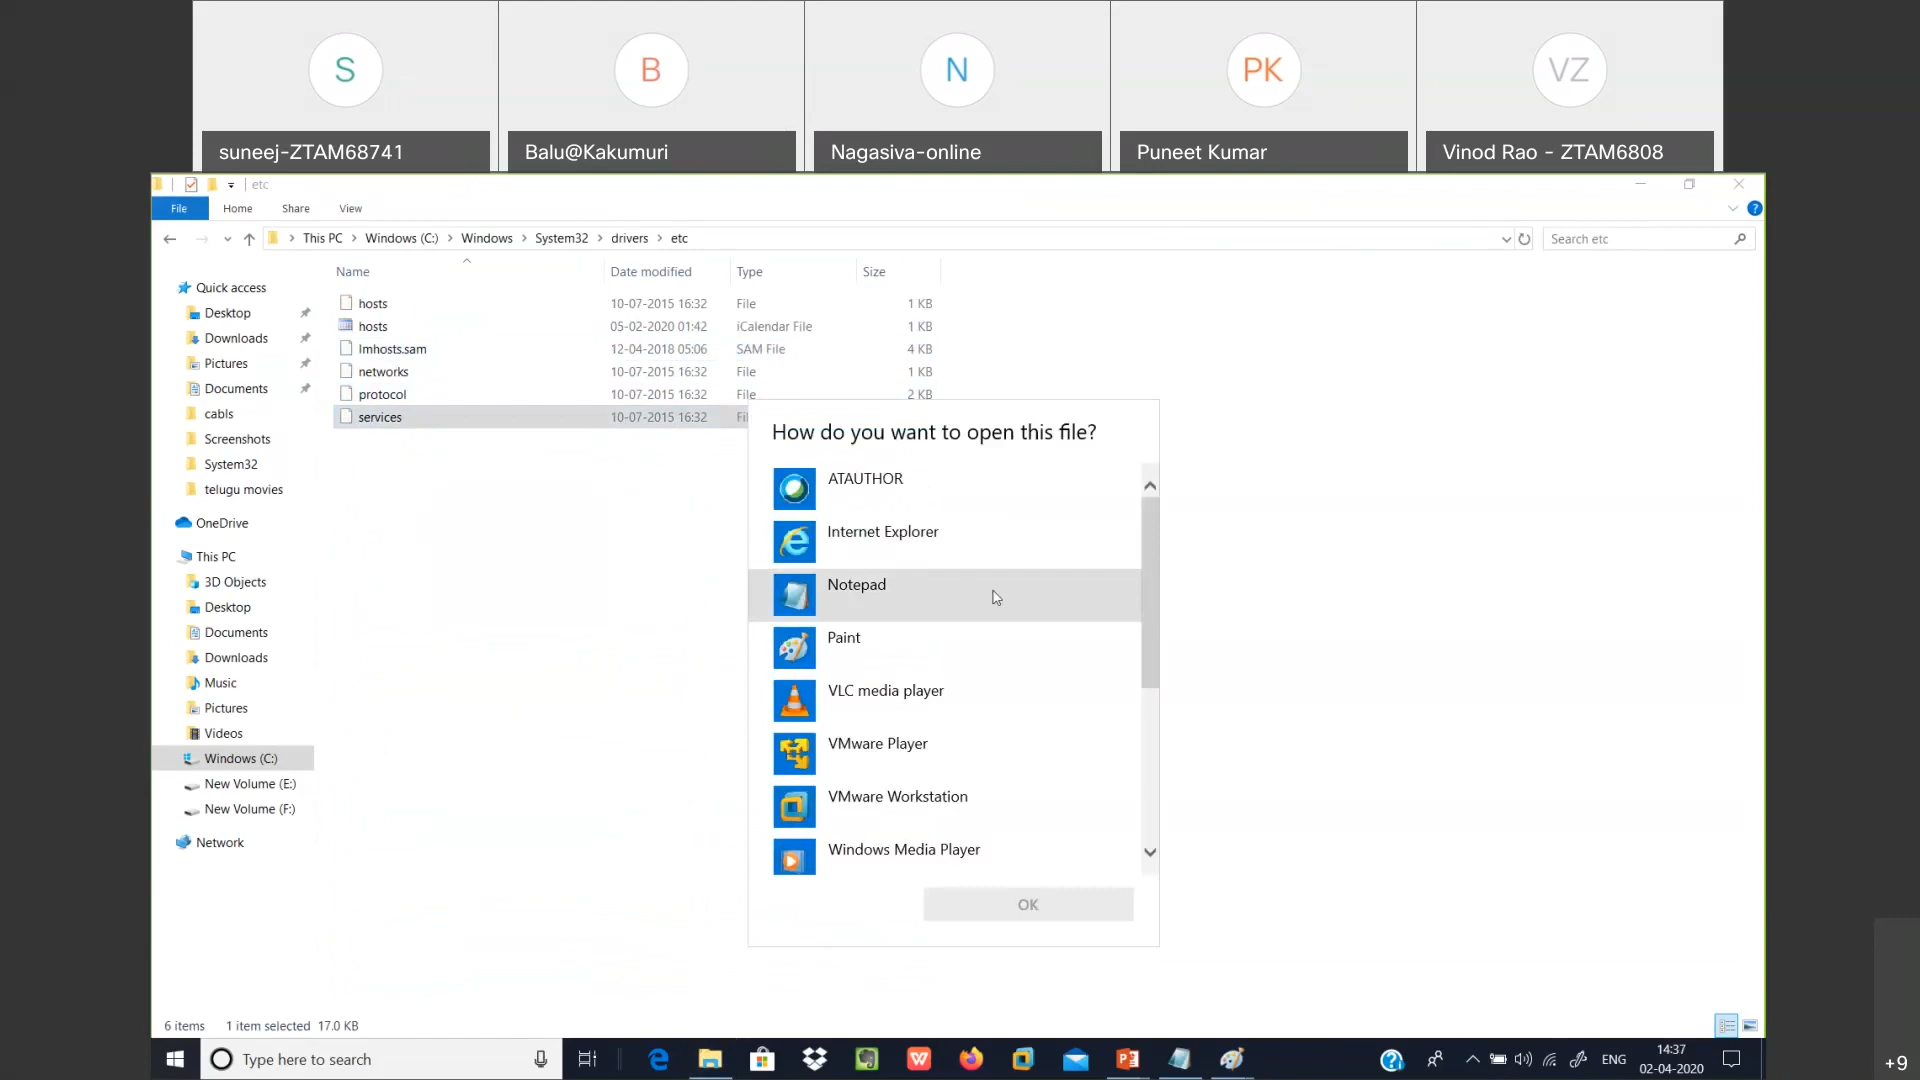 S
B
N
PK
VZ
suneej-ZTAM68741
Balu@Kakumuri
Nagasiva-online
Puneet Kumar
Vinod Rao - ZTAM6808
etc
File Home Share View
This PC > Windows (C:) > Windows > System32 > drivers > etc
Search etc
Name Date modified Type Size
hosts 10-07-2015 16:32 File 1 KB
hosts 05-02-2020 01:42 iCalendar File 1 KB
lmhosts.sam 12-04-2018 05:06 SAM File 4 KB
networks 10-07-2015 16:32 File 1 KB
protocol 10-07-2015 16:32 File 2 KB
services 10-07-2015 16:32
Quick access
Desktop
Downloads
Pictures
Documents
cabls
Screenshots
System32
telugu movies
OneDrive
This PC
3D Objects
Desktop
Documents
Downloads
Music
Pictures
Videos
Windows (C:)
New Volume (E:)
New Volume (F:)
Network
How do you want to open this file?
ATAUTHOR
Internet Explorer
Notepad
Paint
VLC media player
VMware Player
VMware Workstation
Windows Media Player
OK
6 items 1 item selected 17.0 KB
Type here to search
ENG
14:37
02-04-2020
+9